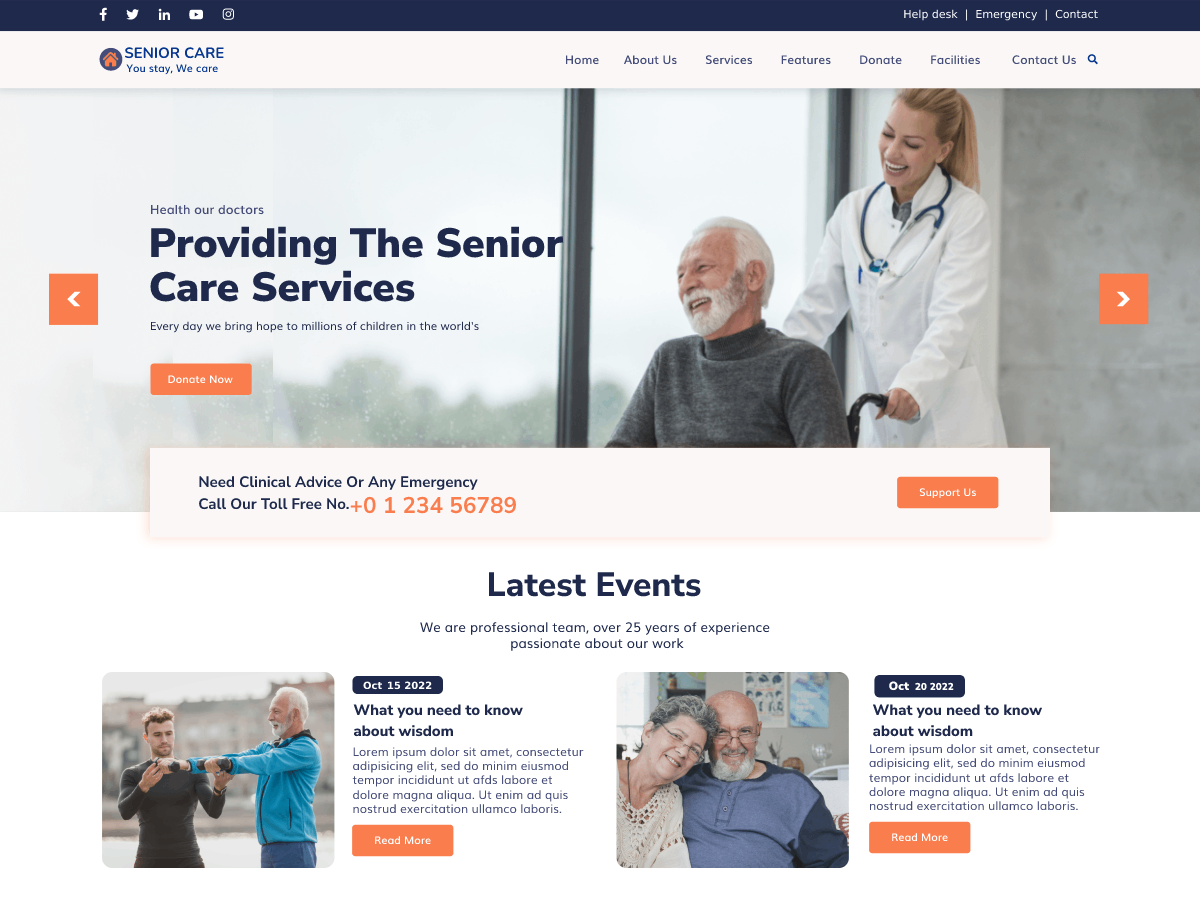 Help desk | Emergency | Contact
SENIOR CARE
You stay, We care
Home About Us Services Features Donate Facilities Contact Us
Health our doctors
Providing The Senior
Care Services
Every day we bring hope to millions of children in the world's
Donate Now
Need Clinical Advice Or Any Emergency
Call Our Toll Free No.+0 1 234 56789
Support Us
Latest Events
We are professional team, over 25 years of experience
passionate about our work
Oct 15 2022
What you need to know
about wisdom
Lorem ipsum dolor sit amet, consectetur
adipisicing elit, sed do minim eiusmod
tempor incididunt ut afds labore et
dolore magna aliqua. Ut enim ad quis
nostrud exercitation ullamco laboris.
Read More
Oct 20 2022
What you need to know
about wisdom
Lorem ipsum dolor sit amet, consectetur
adipisicing elit, sed do minim eiusmod
tempor incididunt ut afds labore et
dolore magna aliqua. Ut enim ad quis
nostrud exercitation ullamco laboris.
Read More